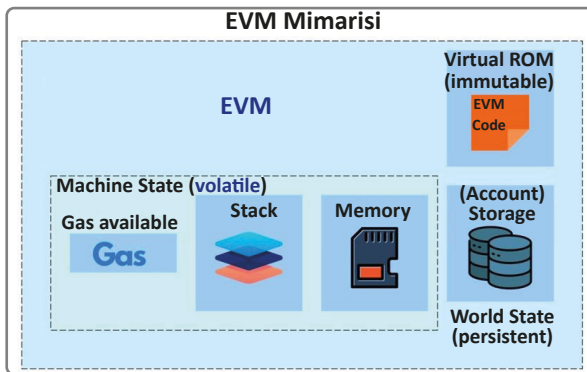 EVM Mimarisi
EVM
Virtual ROM
(immutable)
EVM
Code
Machine State (volatile)
Gas available
Gas
Stack
Memory
(Account)
Storage
World State
(persistent)